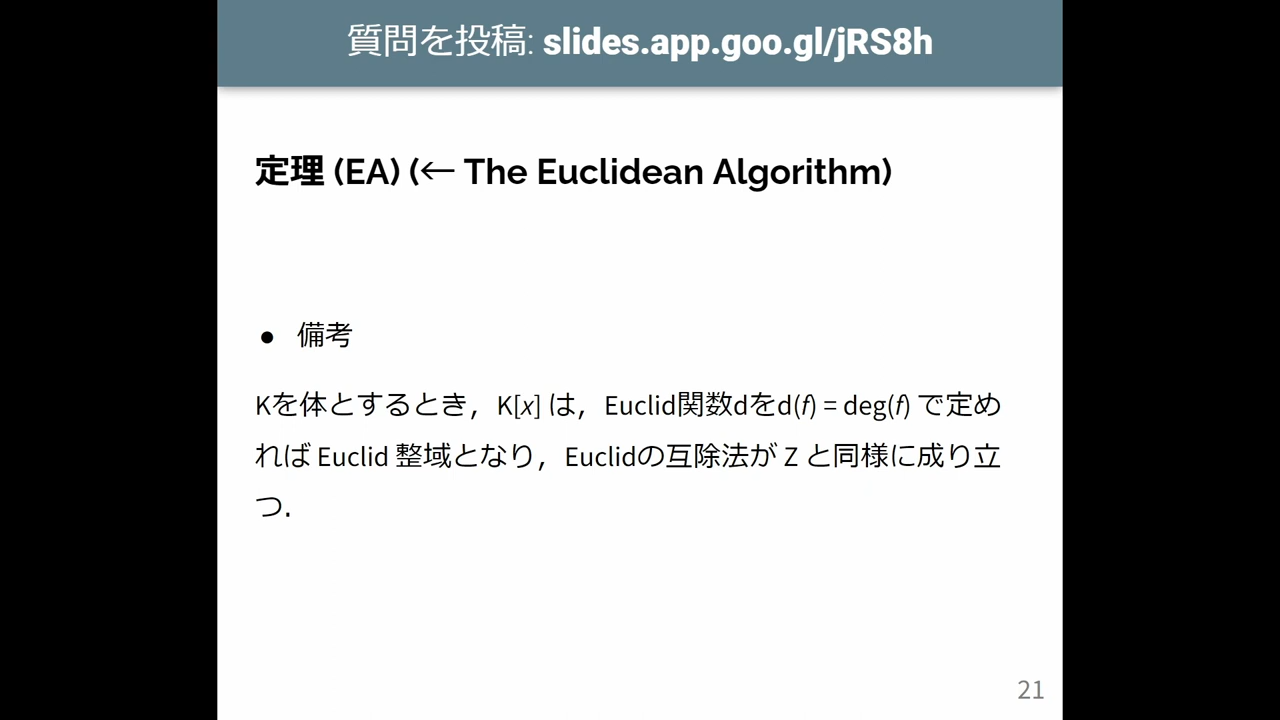 質問を投稿: slides.app.goo.gl/jRS8h
定理 (EA) (← The Euclidean Algorithm)
● 備考
Kを体とするとき，K[x] は，Euclid関数dをd(f) = deg(f) で定め
れば Euclid 整域となり，Euclidの互除法が Z と同様に成り立
つ．
21